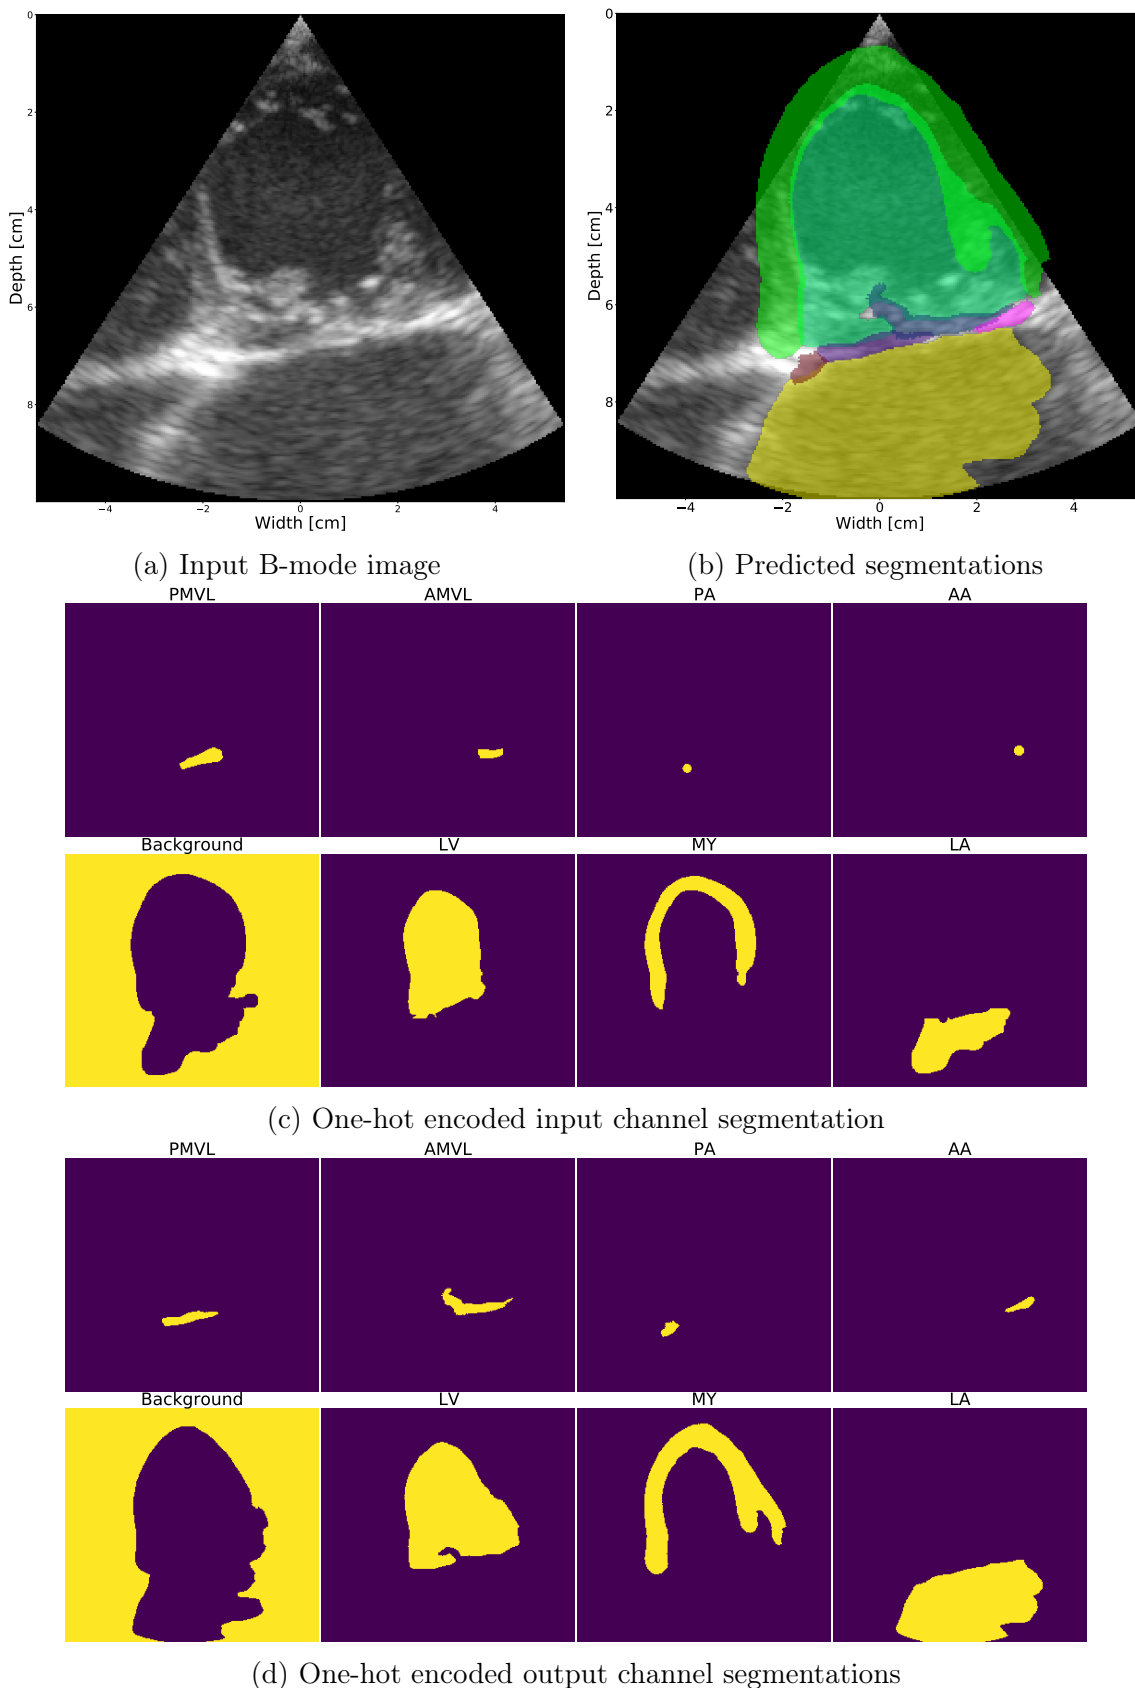 0
2
4
6
8
Depth [cm]
−4
−2
0
2
4
Width [cm]
0
2
4
6
8
Depth [cm]
−4
−2
0
2
4
Width [cm]
(a) Input B-mode image
(b) Predicted segmentations
PMVL AMVL PA AA
Background LV MY LA
(c) One-hot encoded input channel segmentation
PMVL AMVL PA AA
Background LV MY LA
(d) One-hot encoded output channel segmentations